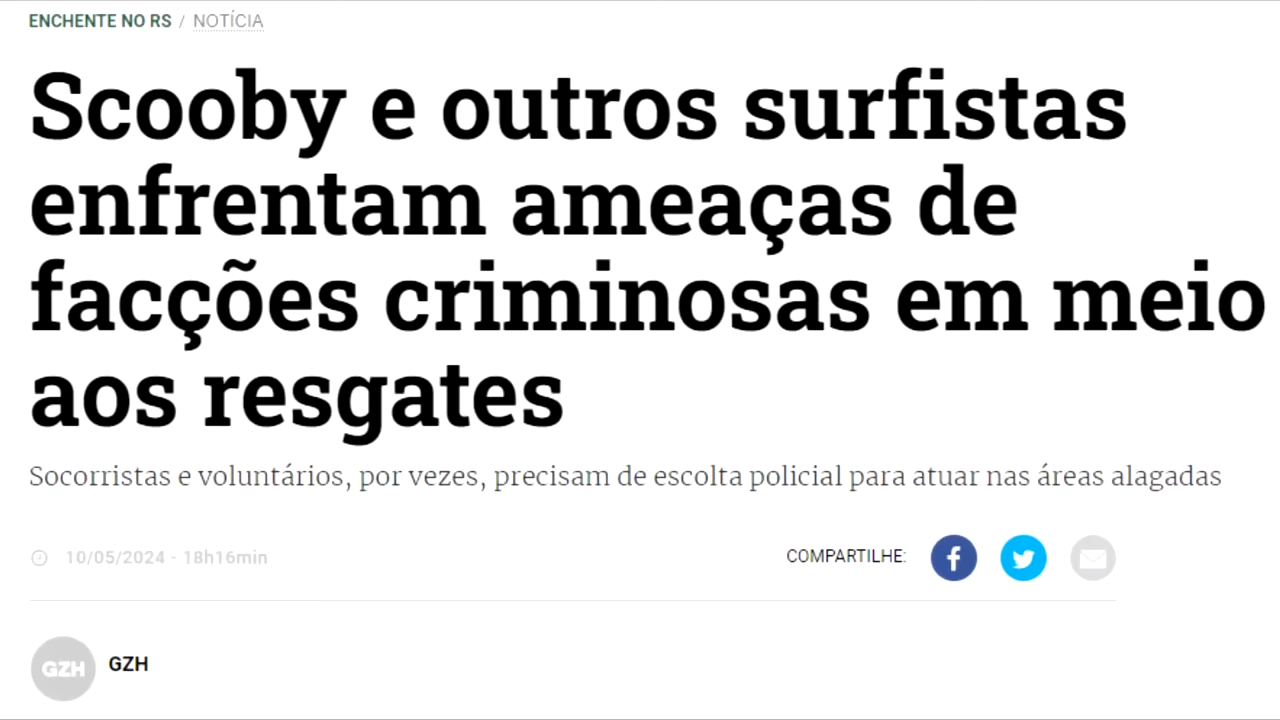 ENCHENTE NO RS / NOTÍCIA
Scooby e outros surfistas
enfrentam ameaças de
facções criminosas em meio
aos resgates
Socorristas e voluntários, por vezes, precisam de escolta policial para atuar nas áreas alagadas
10/05/2024 - 18h16min
COMPARTILHE:
GZH
GZH